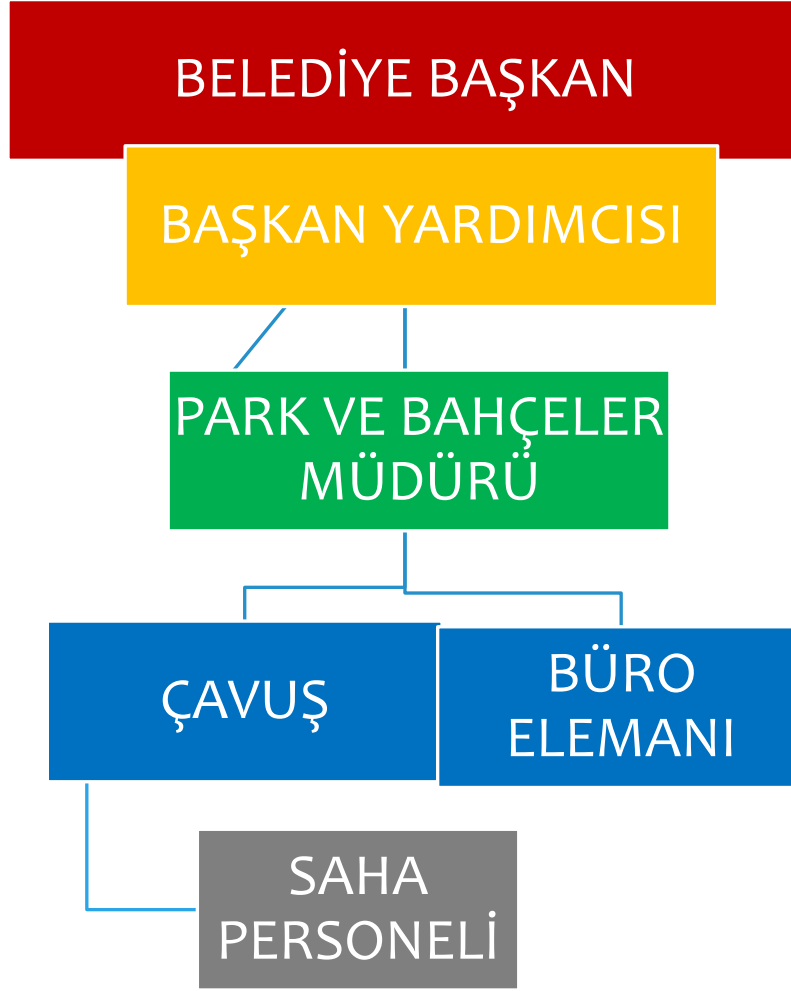 BELEDİYE BAŞKAN
BAŞKAN YARDIMCISI
PARK VE BAHÇELER
MÜDÜRÜ
ÇAVUŞ
BÜRO
ELEMANI
SAHA
PERSONELİ